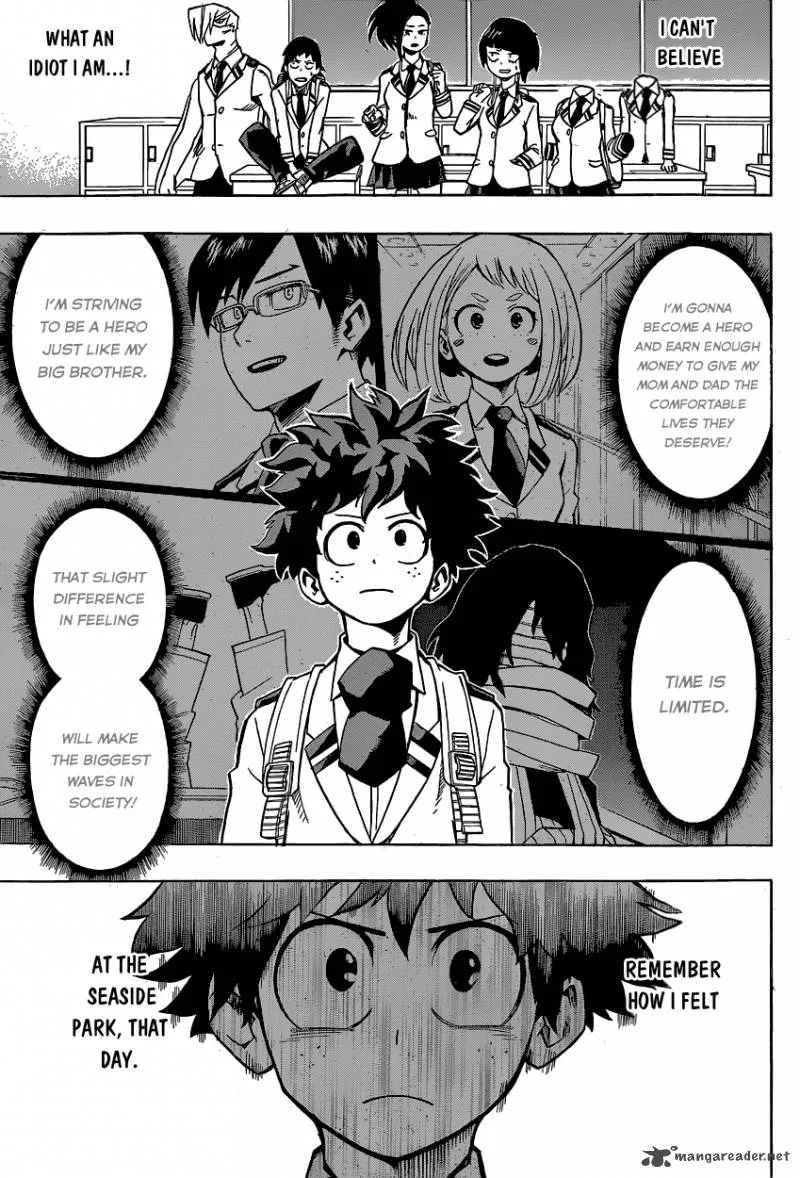 I CAN'T
BELIEVE
WHAT AN
IDIOT I AM...!
I'M GONNA
BECOME A HERO
AND EARN ENOUGH
MONEY TO GIVE MY
MOM AND DAD THE
COMFORTABLE
LIVES THEY
DESERVE!
I'M STRIVING
TO BE A HERO
JUST LIKE MY
BIG BROTHER.
TIME IS
LIMITED.
THAT SLIGHT
DIFFERENCE
IN FEELING
WILL MAKE
THE BIGGEST
WAVES IN
SOCIETY!
REMEMBER
HOW I FELT
AT THE
SEASIDE
PARK, THAT
DAY.
mangareader.net